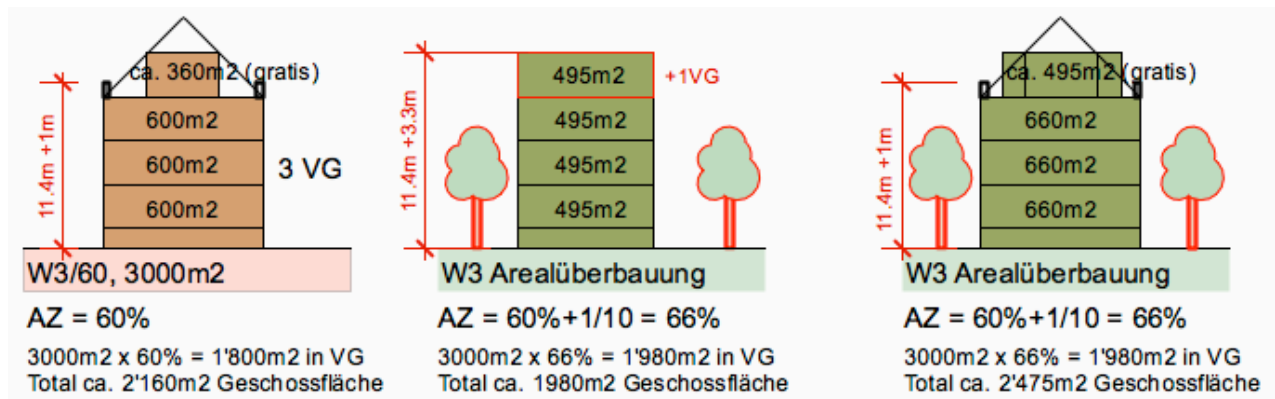 ca. 360m2 (gratis)
600m2
600m2
600m2
3 VG
11.4m +1m
W3/60, 3000m2
AZ = 60%
3000m2 x 60% = 1'800m2 in VG
Total ca. 2'160m2 Geschossfläche
495m2
+1VG
495m2
495m2
495m2
11.4m +3.3m
W3 Arealüberbauung
AZ = 60%+1/10 = 66%
3000m2 x 66% = 1'980m2 in VG
Total ca. 1980m2 Geschossfläche
ca. 495m2 (gratis)
660m2
660m2
660m2
11.4m +1m
W3 Arealüberbauung
AZ = 60%+1/10 = 66%
3000m2 x 66% = 1'980m2 in VG
Total ca. 2'475m2 Geschossfläche